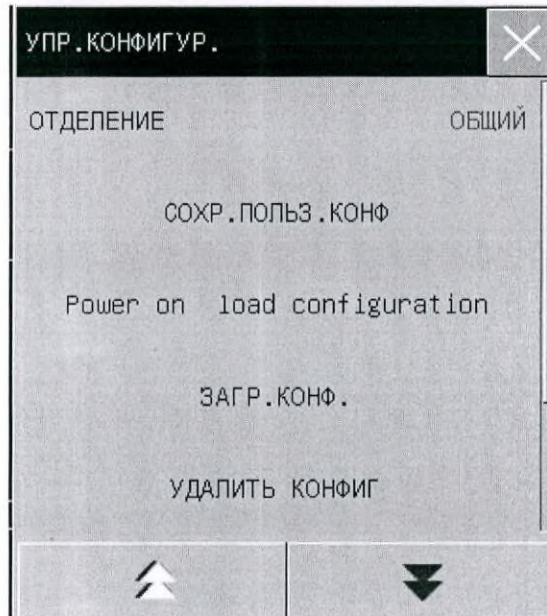 УПР.КОНФИГУР.
ОТДЕЛЕНИЕ ОБЩИЙ
СОХР.ПОЛЬЗ.КОНФ
Power on load configuration
ЗАГР.КОНФ.
УДАЛИТЬ КОНФИГ